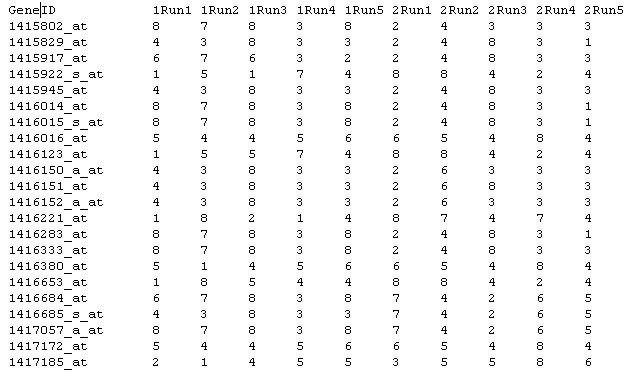 GeneID 1Run1 1Run2 1Run3 1Run4 1Run5 2Run1 2Run2 2Run3 2Run4 2Run5
1415802_at 8 7 8 3 8 2 4 3 3 3
1415829_at 4 3 8 3 3 2 4 8 3 1
1415917_at 6 7 6 3 2 2 4 8 3 3
1415922_s_at 1 5 1 7 4 8 8 4 2 4
1415945_at 4 3 8 3 3 2 4 8 3 3
1416014_at 8 7 8 3 8 2 4 8 3 1
1416015_s_at 8 7 8 3 8 2 4 8 3 1
1416016_at 5 4 4 5 6 6 5 4 8 4
1416123_at 1 5 5 7 4 8 8 4 2 4
1416150_a_at 4 3 8 3 3 2 6 3 3 3
1416151_at 4 3 8 3 3 2 6 8 3 3
1416152_a_at 4 3 8 3 3 2 6 3 3 3
1416221_at 1 8 2 1 4 8 7 4 7 4
1416283_at 8 7 8 3 8 2 4 8 3 1
1416333_at 8 7 8 3 8 2 4 8 3 3
1416380_at 5 1 4 5 6 6 5 4 8 4
1416653_at 1 8 5 4 4 8 8 4 2 4
1416684_at 6 7 8 3 8 7 4 2 6 5
1416685_s_at 4 3 8 3 3 7 4 2 6 5
1417057_a_at 8 7 8 3 8 7 4 2 6 5
1417172_at 5 4 4 5 6 6 5 4 8 4
1417185_at 2 1 4 5 5 3 5 5 8 6